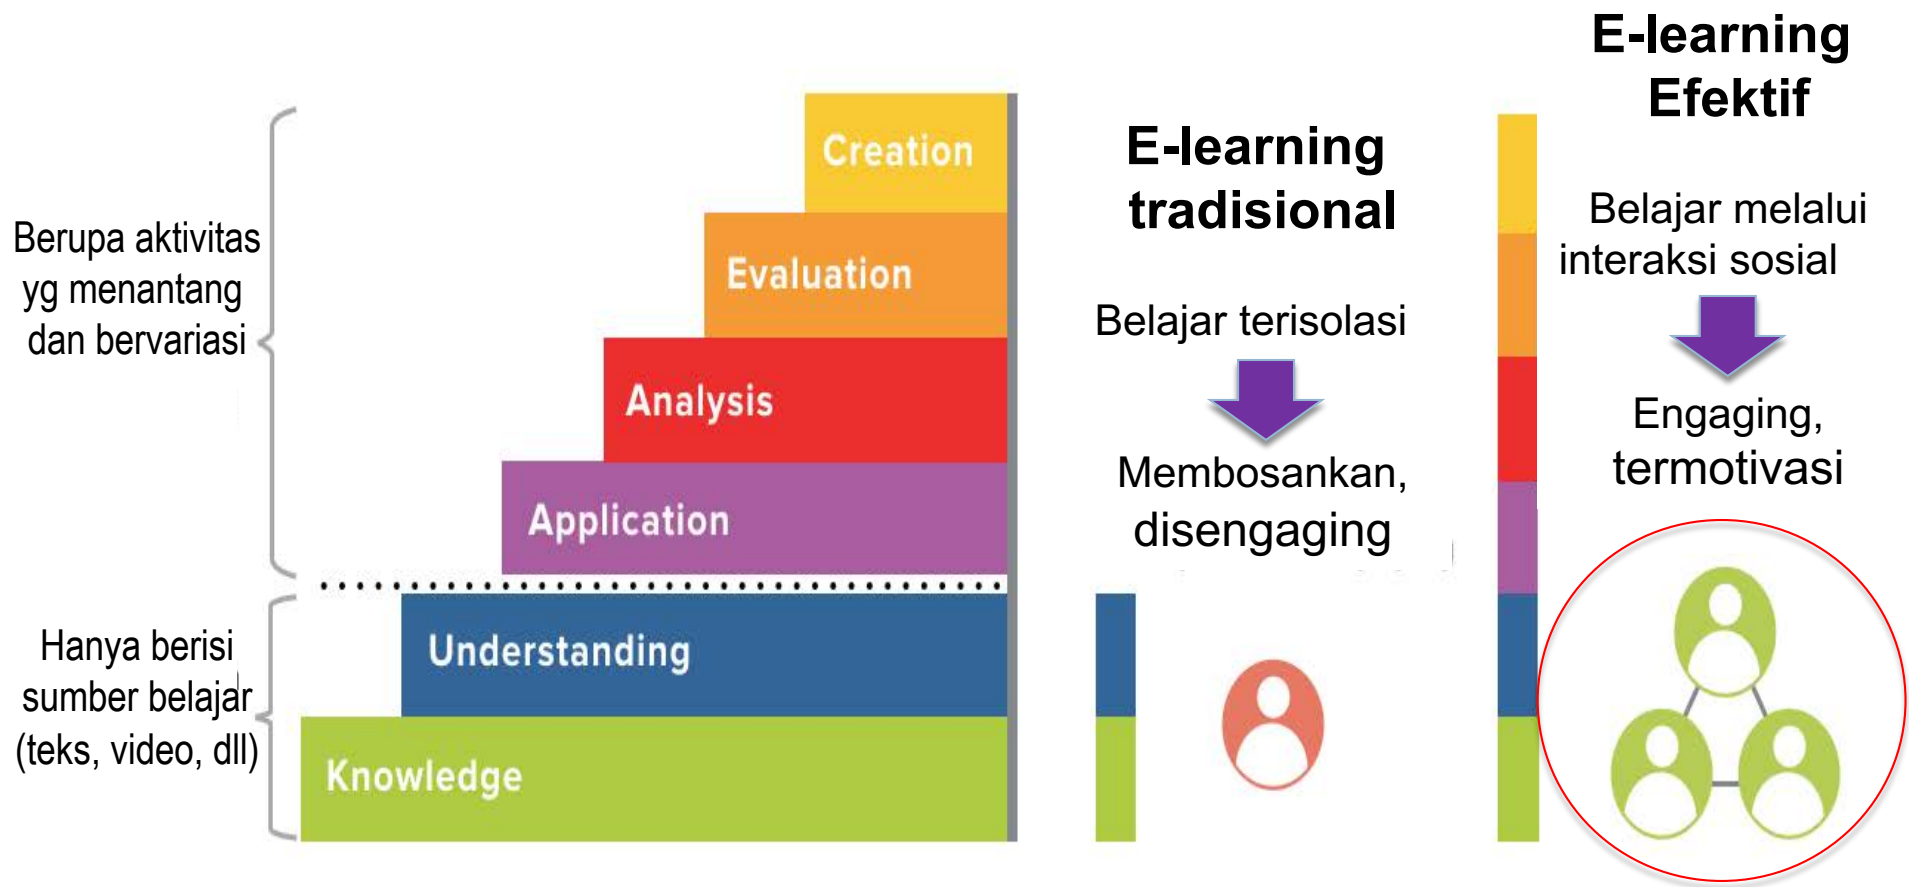 Berupa aktivitas
yg menantang
dan bervariasi
Hanya berisi
sumber belajar
(teks, video, dll)
Creation
Evaluation
Analysis
Application
Understanding
Knowledge
E-learning
tradisional
Belajar terisolasi
Membosankan,
disengaging
E-learning
Efektif
Belajar melalui
interaksi sosial
Engaging,
termotivasi